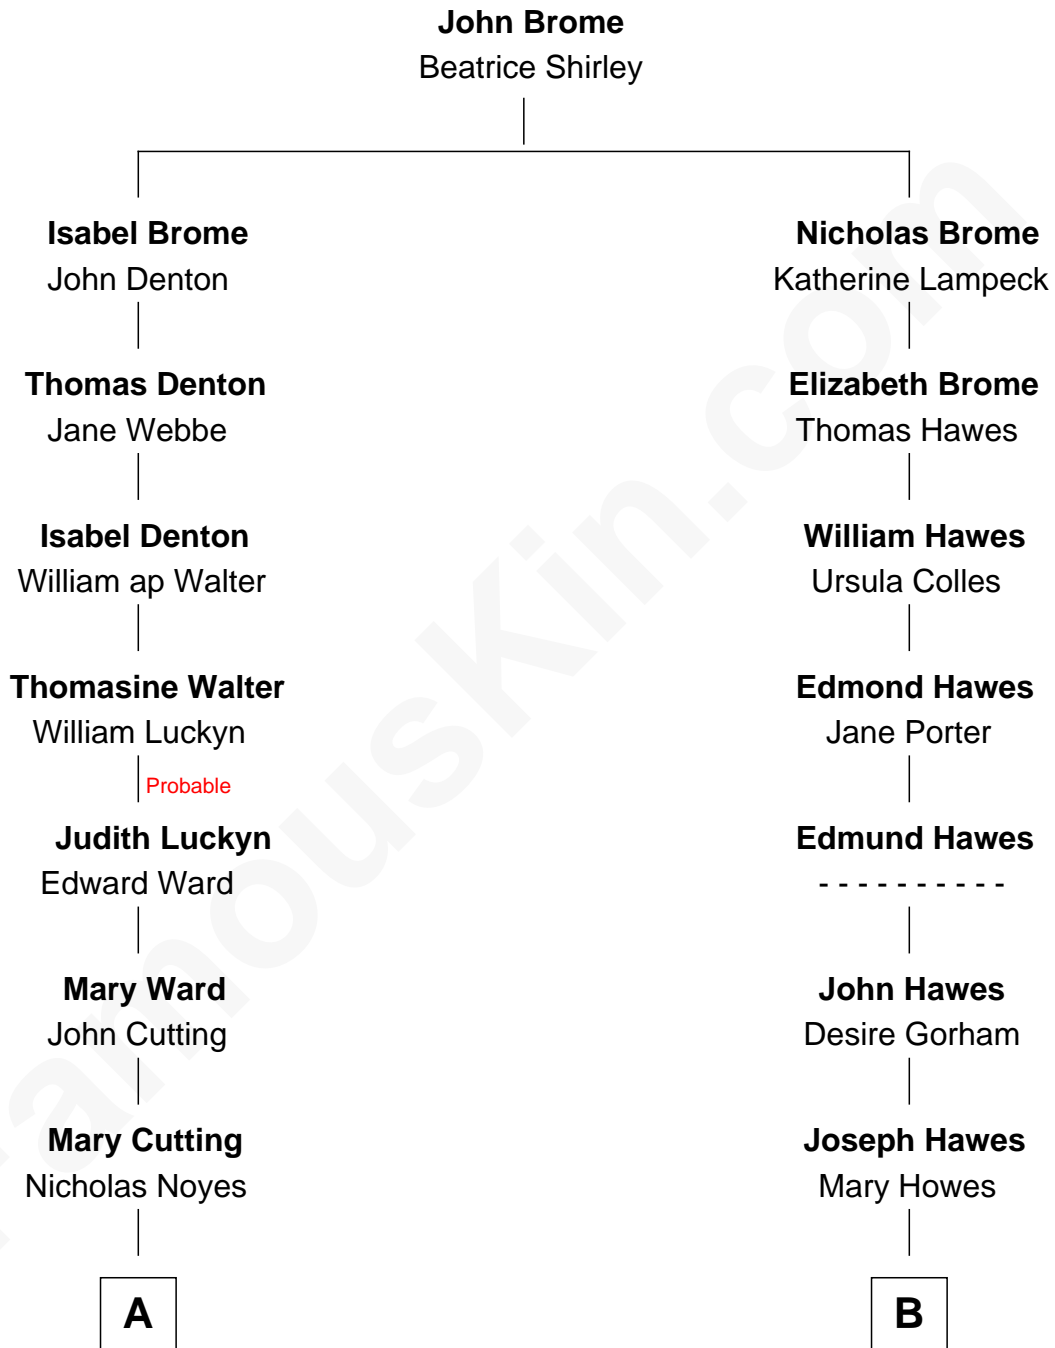 John Brome
Beatrice Shirley
Isabel Brome
John Denton
Nicholas Brome
Katherine Lampeck
Thomas Denton
Jane Webbe
Elizabeth Brome
Thomas Hawes
Isabel Denton
William ap Walter
William Hawes
Ursula Colles
Thomasine Walter
William Luckyn
Edmond Hawes
Jane Porter
Probable
Judith Luckyn
Edward Ward
Edmund Hawes
- - - - - - - - - -
Mary Ward
John Cutting
John Hawes
Desire Gorham
Mary Cutting
Nicholas Noyes
Joseph Hawes
Mary Howes
A
B
FamousKin.com